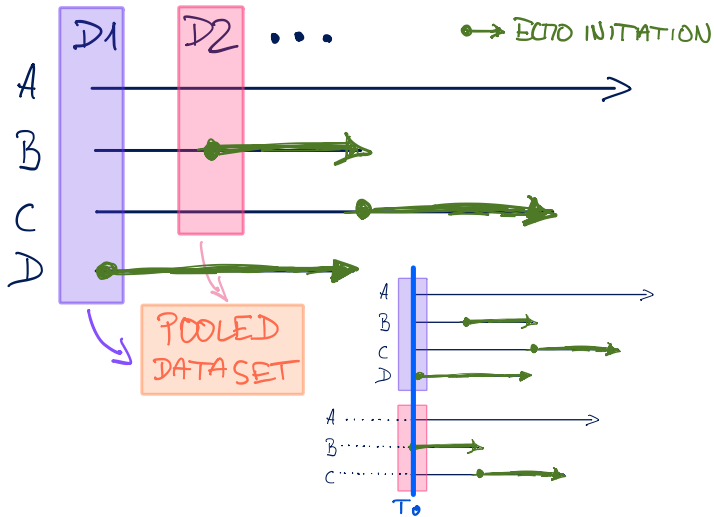 D1 D2 ... ECTO INITIATION
A
B
C
D
POOLED
DATASET
A
B
C
D
A
B
C
T0